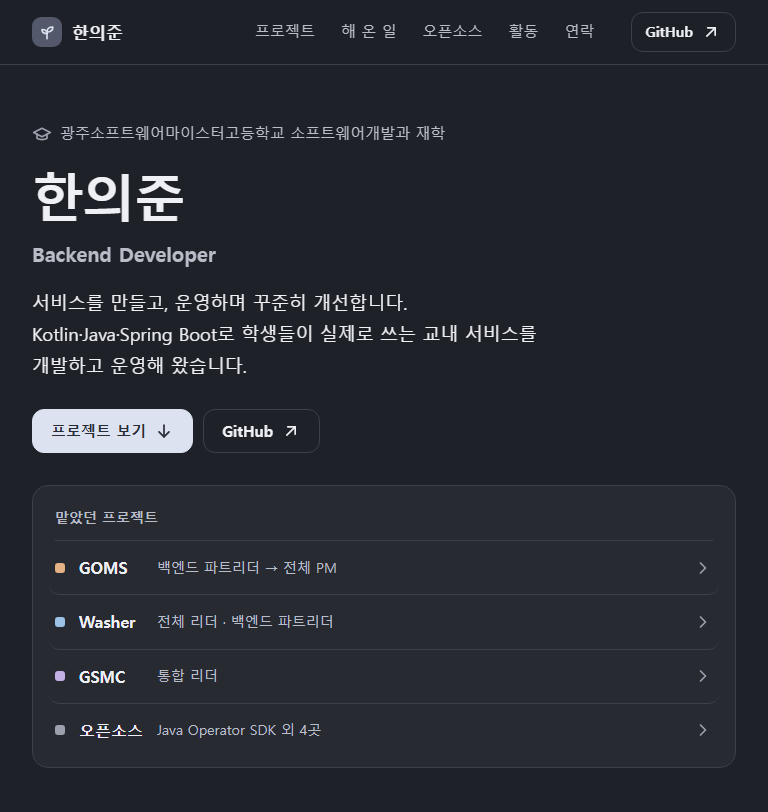 한의준
프로젝트 해 온 일 오픈소스 활동 연락 GitHub
광주소프트웨어마이스터고등학교 소프트웨어개발과 재학
한의준
Backend Developer
서비스를 만들고, 운영하며 꾸준히 개선합니다.
Kotlin·Java·Spring Boot로 학생들이 실제로 쓰는 교내 서비스를
개발하고 운영해 왔습니다.
프로젝트 보기 ↓ GitHub
맡았던 프로젝트
GOMS 백엔드 파트리더 → 전체 PM
Washer 전체 리더 · 백엔드 파트리더
GSMC 통합 리더
오픈소스 Java Operator SDK 외 4곳